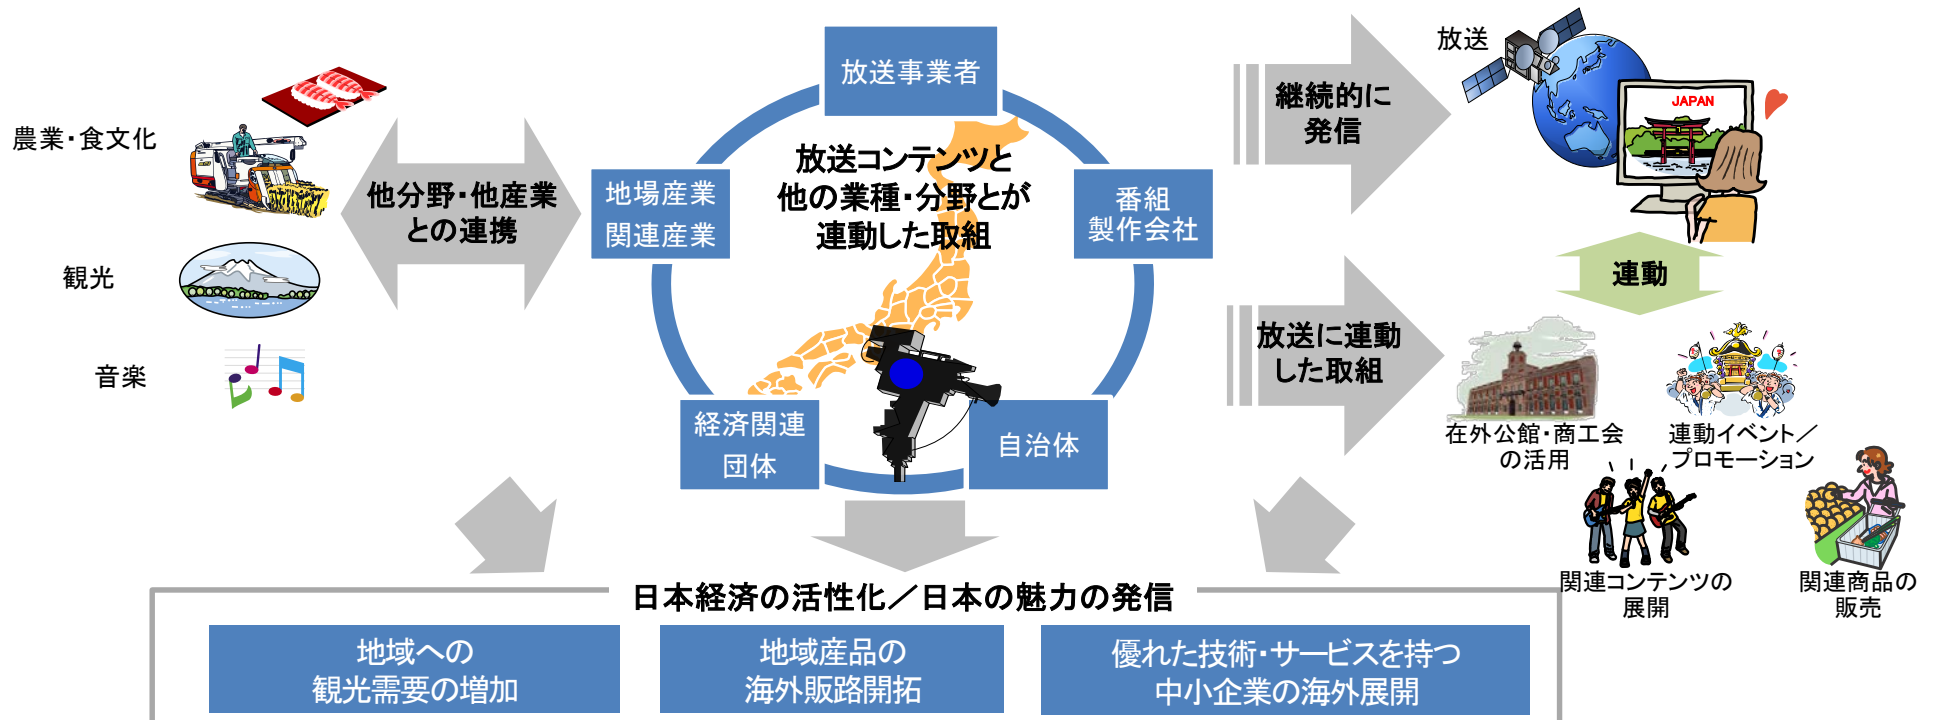 農業・食文化
観光
音楽
他分野・他産業
との連携
放送事業者
地場産業
関連産業
放送コンテンツと
他の業種・分野とが
連動した取組
番組
製作会社
経済関連
団体
自治体
継続的に
発信
放送に連動
した取組
放送
JAPAN
連動
在外公館・商工会
の活用
連動イベント／
プロモーション
関連コンテンツの
展開
関連商品の
販売
日本経済の活性化／日本の魅力の発信
地域への
観光需要の増加
地域産品の
海外販路開拓
優れた技術・サービスを持つ
中小企業の海外展開